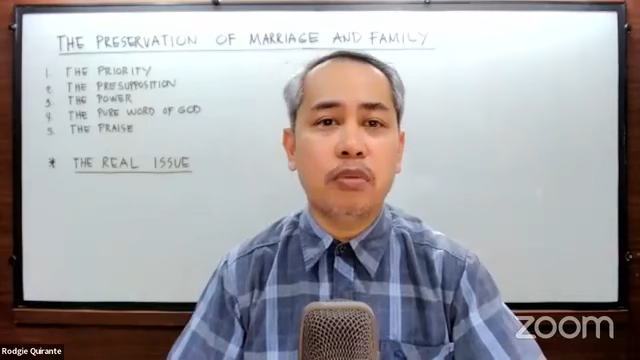 THE PRESERVATION OF MARRIAGE AND FAMILY
1. THE PRIORITY
2. THE PRESUPPOSITION
3. THE POWER
4. THE PURE WORD OF GOD
5. THE PRAISE
* THE REAL ISSUE
zoom
Rodgie Quirante